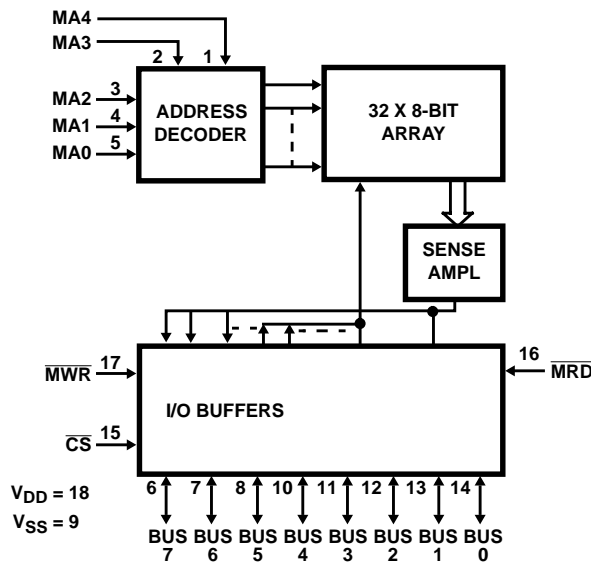 MA4
MA3
2 1
MA2 3
MA1 4
MA0 5
ADDRESS
DECODER
32 X 8-BIT
ARRAY
SENSE
AMPL
MWR 17
16 MRD
I/O BUFFERS
CS 15
6 7 8 10 11 12 13 14
VDD = 18
VSS = 9
BUS BUS BUS BUS BUS BUS BUS BUS
7 6 5 4 3 2 1 0